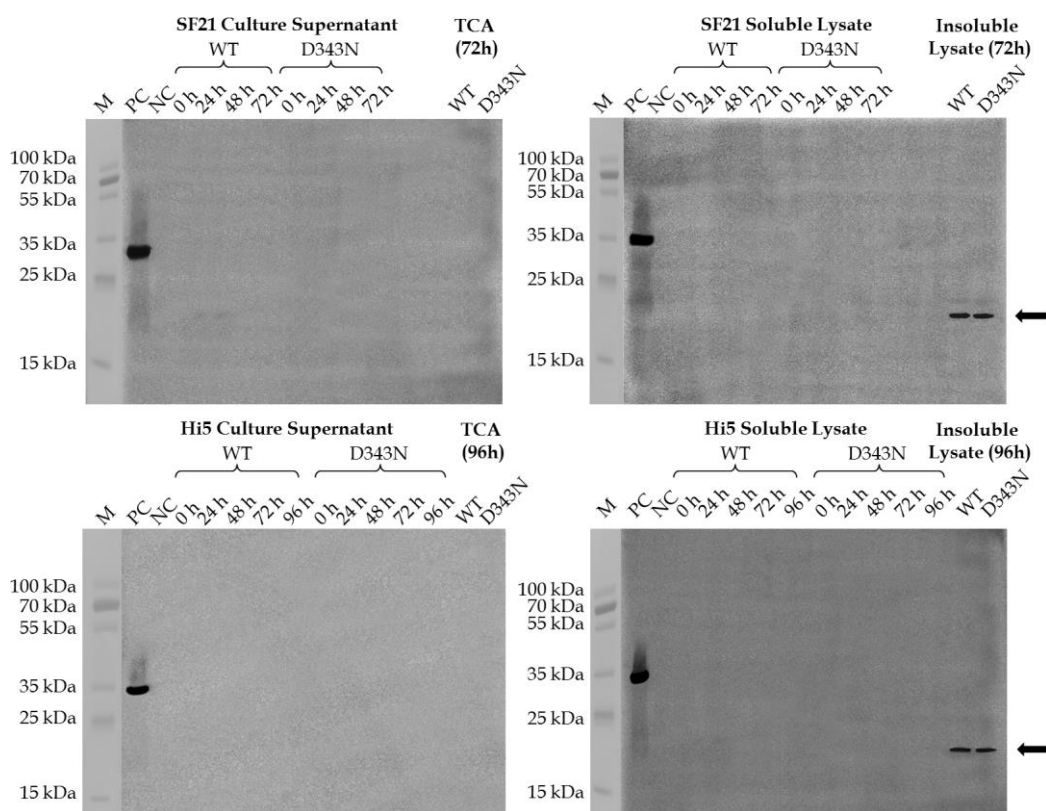 SF21 Culture Supernatant
TCA
(72h)
WT
D343N
M
PC
NC
0 h
24 h
48 h
72 h
0 h
24 h
48 h
72 h
WT
D343N
100 kDa
70 kDa
55 kDa
35 kDa
25 kDa
15 kDa
SF21 Soluble Lysate
Insoluble
Lysate (72h)
WT
D343N
M
PC
NC
0 h
24 h
48 h
72 h
0 h
24 h
48 h
72 h
WT
D343N
100 kDa
70 kDa
55 kDa
35 kDa
25 kDa
15 kDa
Hi5 Culture Supernatant
TCA
(96h)
WT
D343N
M
PC
NC
0 h
24 h
48 h
72 h
96 h
0 h
24 h
48 h
72 h
96 h
WT
D343N
100 kDa
70 kDa
55 kDa
35 kDa
25 kDa
15 kDa
Hi5 Soluble Lysate
Insoluble
Lysate (96h)
WT
D343N
M
PC
NC
0 h
24 h
48 h
72 h
96 h
0 h
24 h
48 h
72 h
96 h
WT
D343N
100 kDa
70 kDa
55 kDa
35 kDa
25 kDa
15 kDa